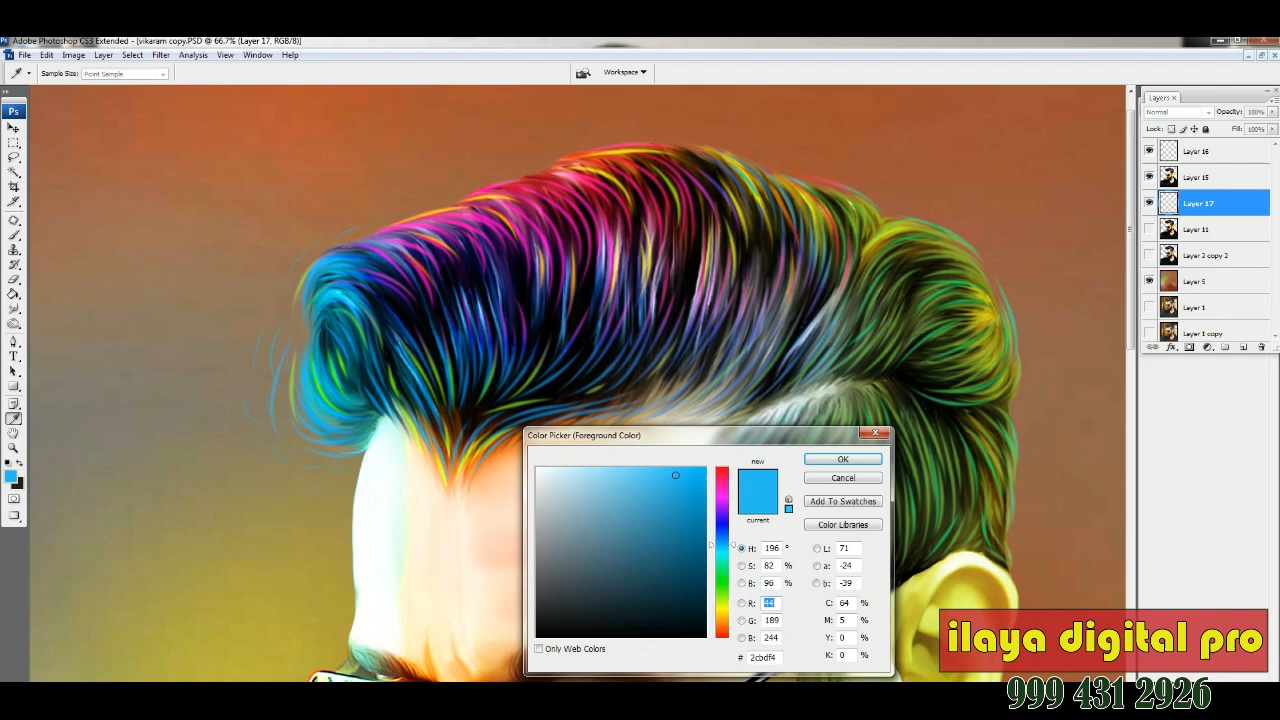 Adobe Photoshop CS3 Extended - [vikaram copy.PSD @ 66.7% (Layer 17, RGB/8)]
File Edit Image Layer Select Filter Analysis View Window Help
Sample Size: Point Sample
Workspace
Ps
Layers
Normal Opacity: 100%
Lock: Fill: 100%
Layer 16
Layer 15
Layer 17
Layer 11
Layer 2 copy 2
Layer 5
Layer 1
Layer 1 copy
Color Picker (Foreground Color)
new
current
OK
Cancel
Add To Swatches
Color Libraries
H: 196 ° L: 71
S: 82 % a: -24
B: 96 % b: -39
R: 44 C: 64 %
G: 189 M: 5 %
B: 244 Y: 0 %
# 2cbdf4 K: 0 %
Only Web Colors
ilaya digital pro
999 431 2926